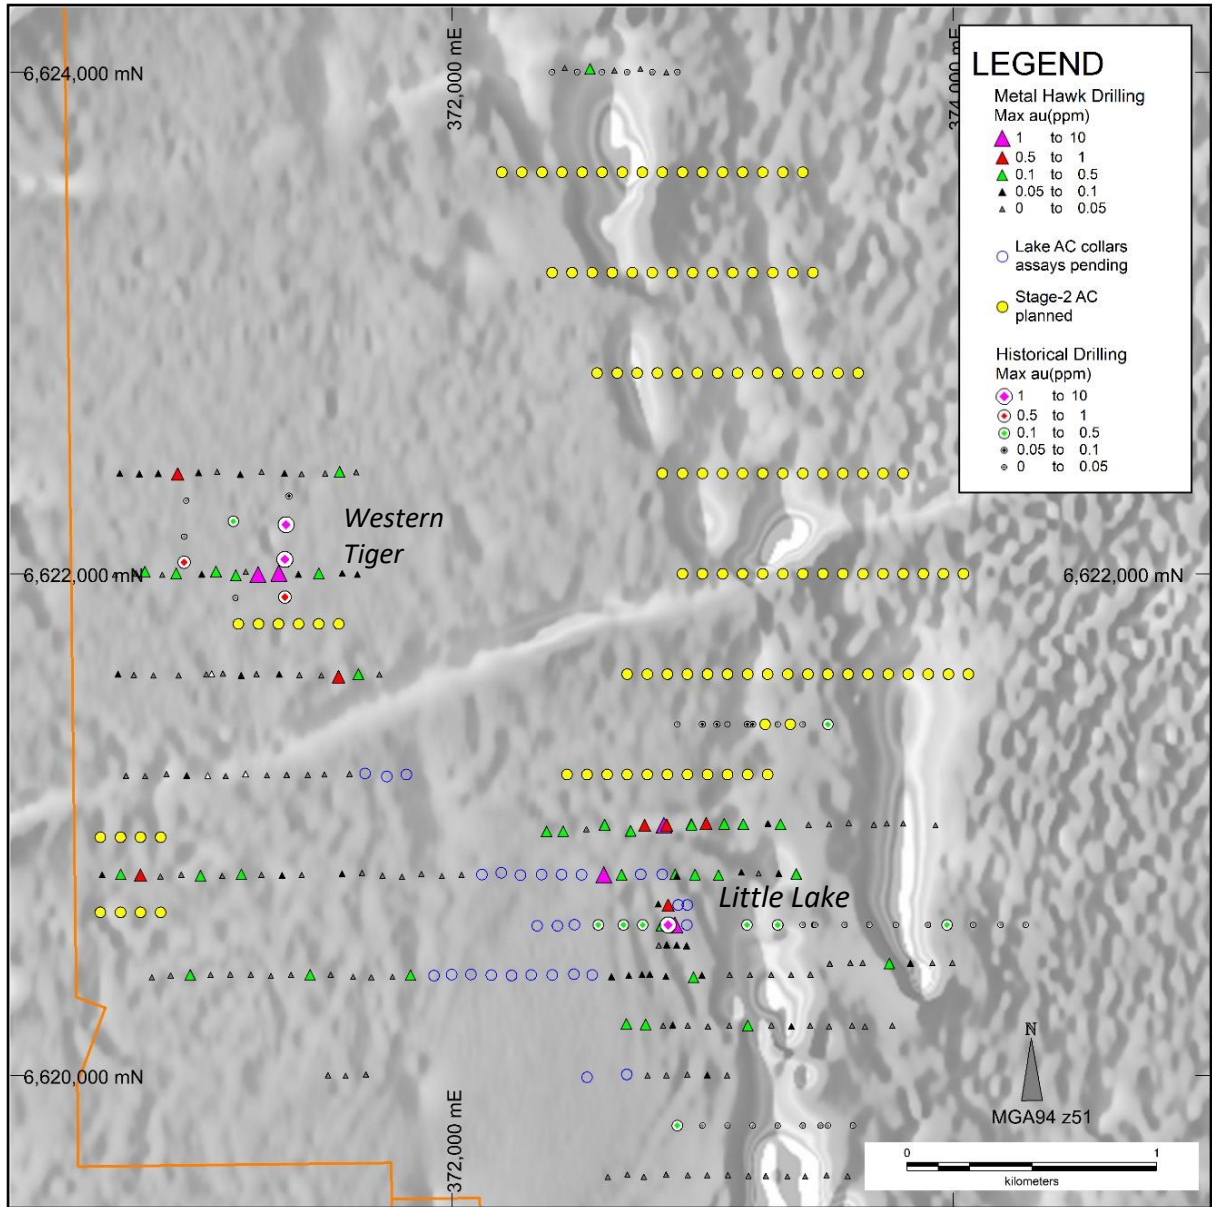 6,624,000 mN
372,000 mE
374,000 mE
LEGEND
Metal Hawk Drilling
Max au(ppm)
1 to 10
0.5 to 1
0.1 to 0.5
0.05 to 0.1
0 to 0.05
Lake AC collars
assays pending
Stage-2 AC
planned
Historical Drilling
Max au(ppm)
1 to 10
0.5 to 1
0.1 to 0.5
0.05 to 0.1
0 to 0.05
Western
Tiger
6,622,000 mN
6,622,000 mN
Little Lake
6,620,000 mN
372,000 mE
N
MGA94 z51
0 1
kilometers